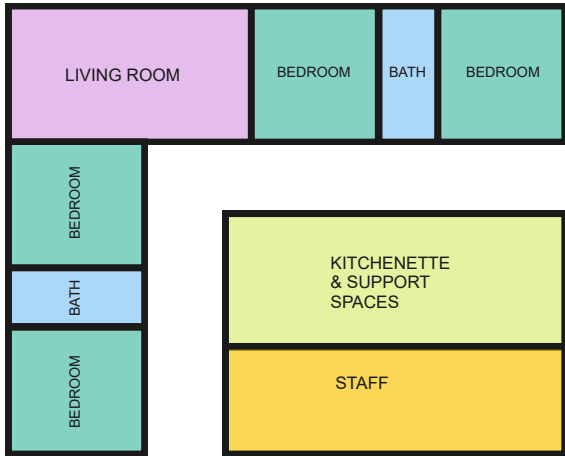 LIVING ROOM
BEDROOM
BATH
BEDROOM
BEDROOM
BATH
BEDROOM
KITCHENETTE
& SUPPORT
SPACES
STAFF